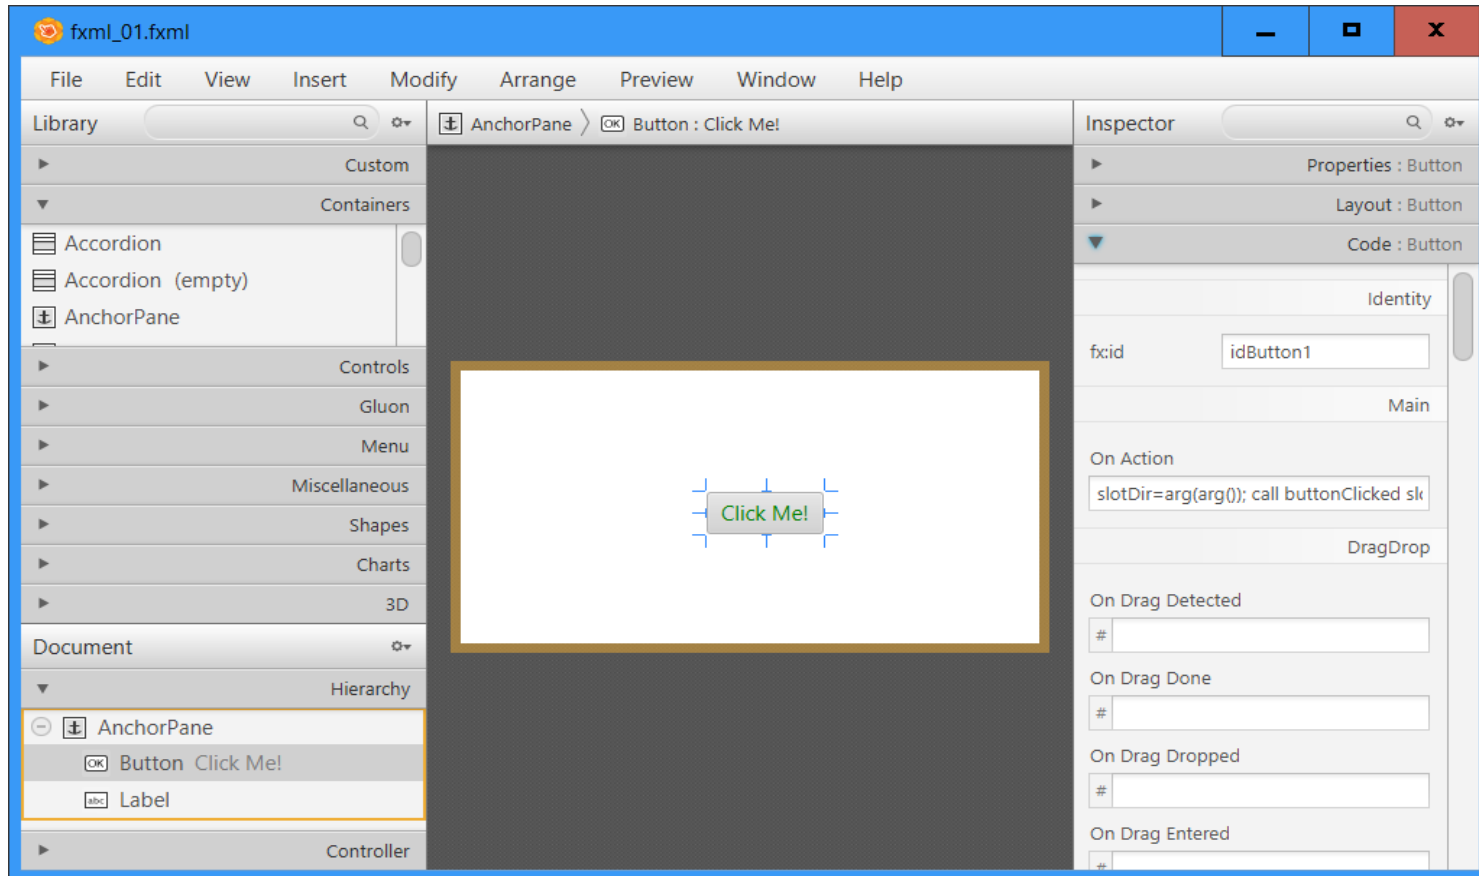 fxml_01.fxml
File Edit View Insert Modify Arrange Preview Window Help
Library
Custom
Containers
Accordion
Accordion (empty)
AnchorPane
Controls
Gluon
Menu
Miscellaneous
Shapes
Charts
3D
Document
Hierarchy
AnchorPane
OK Button Click Me!
abc Label
Controller
AnchorPane OK Button : Click Me!
Click Me!
Inspector
Properties : Button
Layout : Button
Code : Button
Identity
fx:id idButton1
Main
On Action
slotDir=arg(arg()); call buttonClicked
DragDrop
On Drag Detected
#
On Drag Done
#
On Drag Dropped
#
On Drag Entered
#